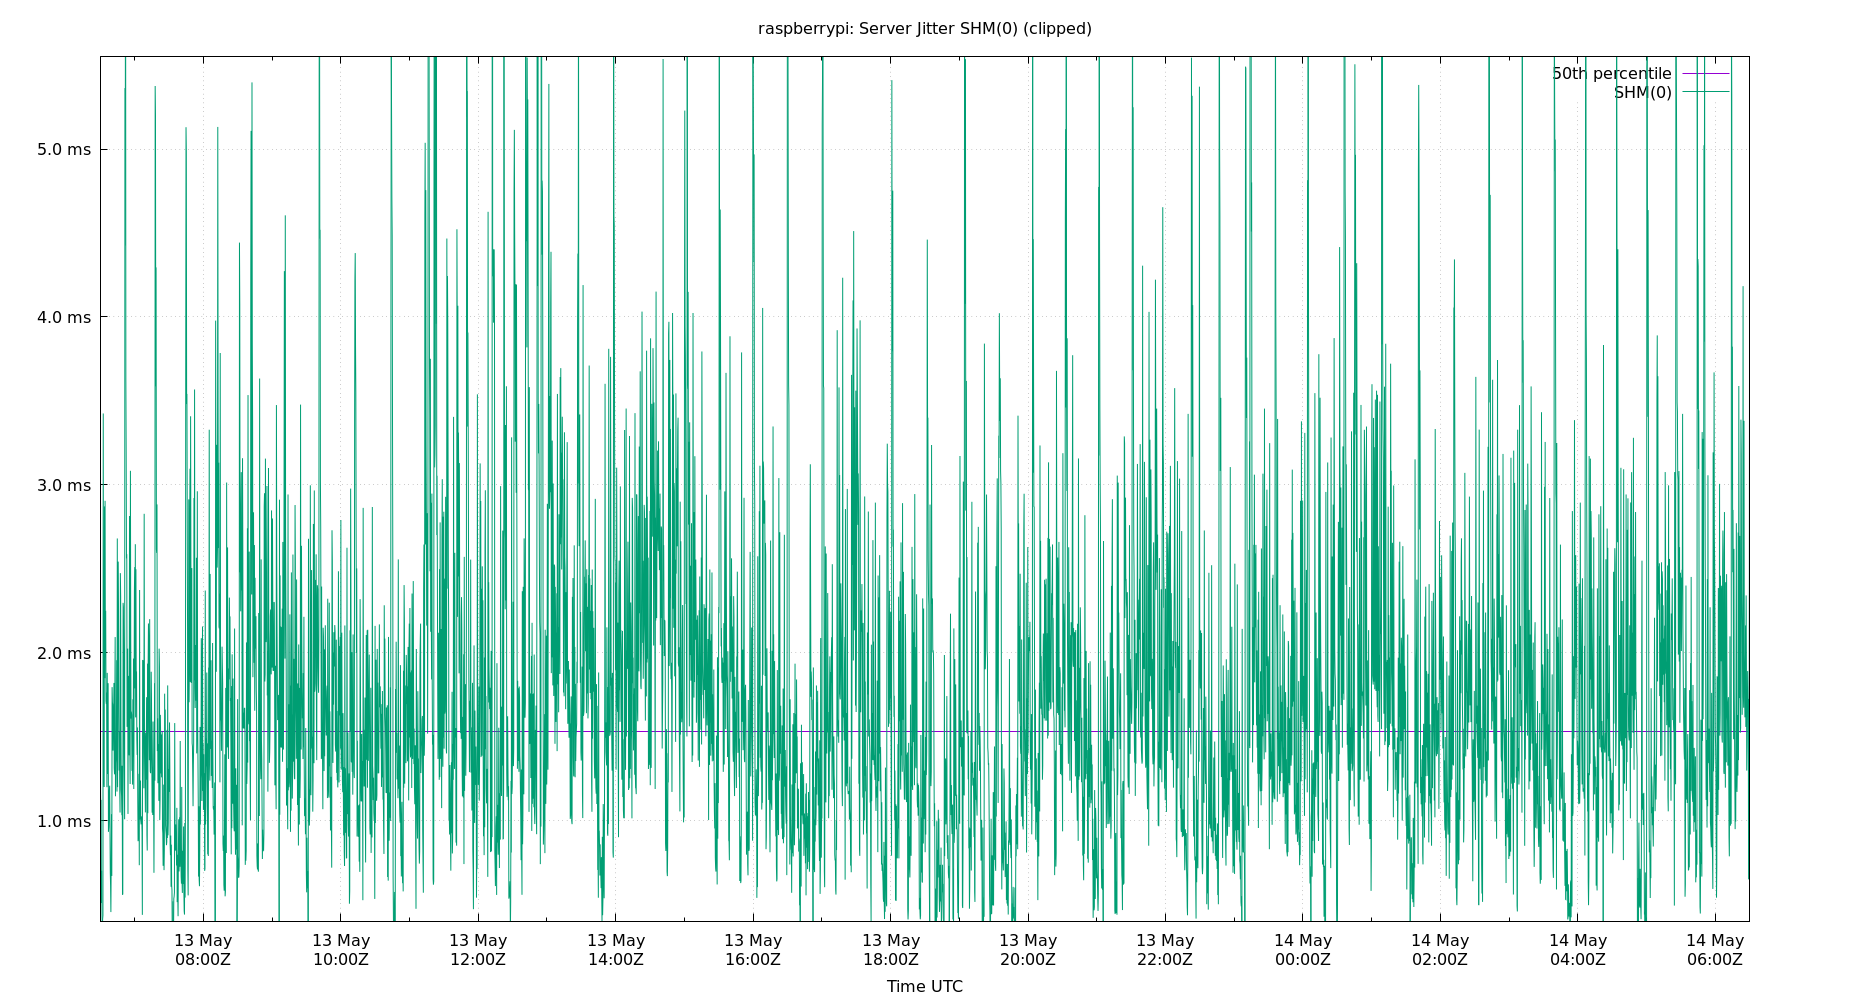 raspberrypi: Server Jitter SHM(0) (clipped)
50th percentile
SHM(0)
5.0 ms
4.0 ms
3.0 ms
2.0 ms
1.0 ms
13 May 13 May 13 May 13 May 13 May 13 May 13 May 13 May 14 May 14 May 14 May 14 May
08:00Z 10:00Z 12:00Z 14:00Z 16:00Z 18:00Z 20:00Z 22:00Z 00:00Z 02:00Z 04:00Z 06:00Z
Time UTC